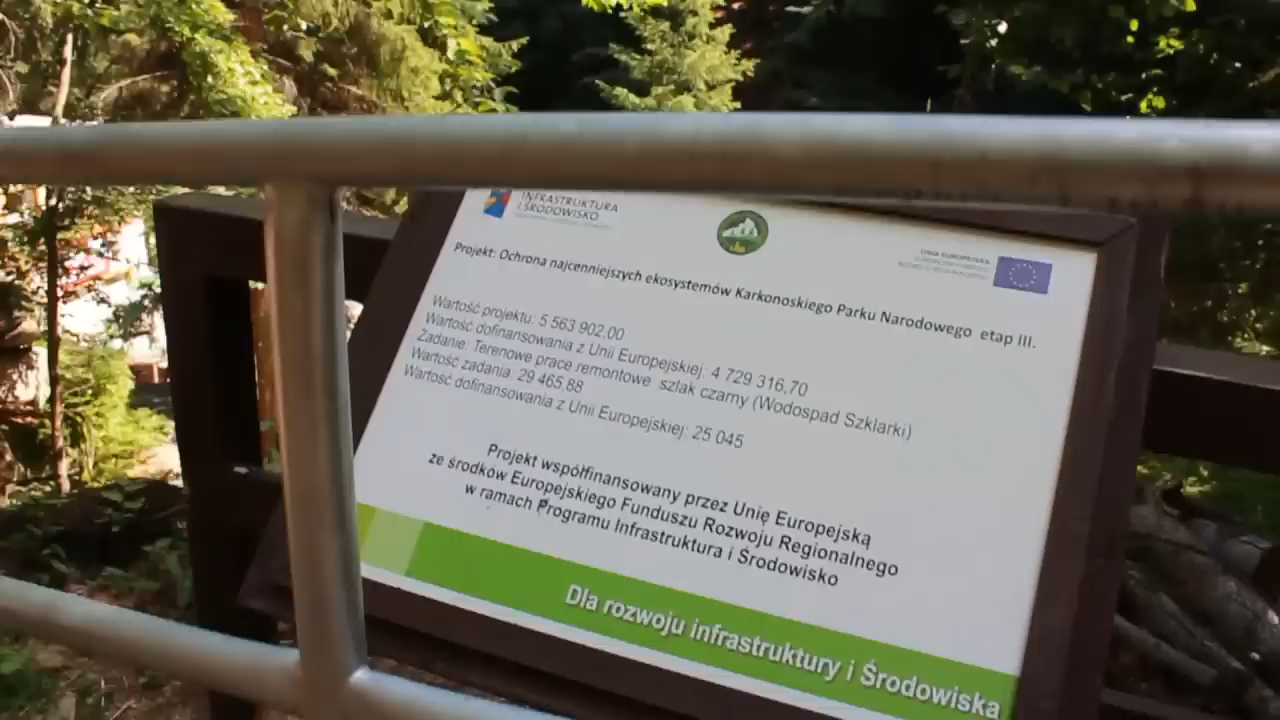 INFRASTRUKTURA
I ŚRODOWISKO
UNIA EUROPEJSKA
Projekt: Ochrona najcenniejszych ekosystemów Karkonoskiego Parku Narodowego etap III.
Wartość projektu: 5 563 902.00
Wartość dofinansowania z Unii Europejskiej: 4 729 316,70
Zadanie: Terenowe prace remontowe szlak czarny (Wodospad Szklarki)
Wartość zadania: 29 465,88
Wartość dofinansowania z Unii Europejskiej: 25 045
Projekt współfinansowany przez Unię Europejską
ze środków Europejskiego Funduszu Rozwoju Regionalnego
w ramach Programu Infrastruktura i Środowisko
Dla rozwoju infrastruktury i Środowiska